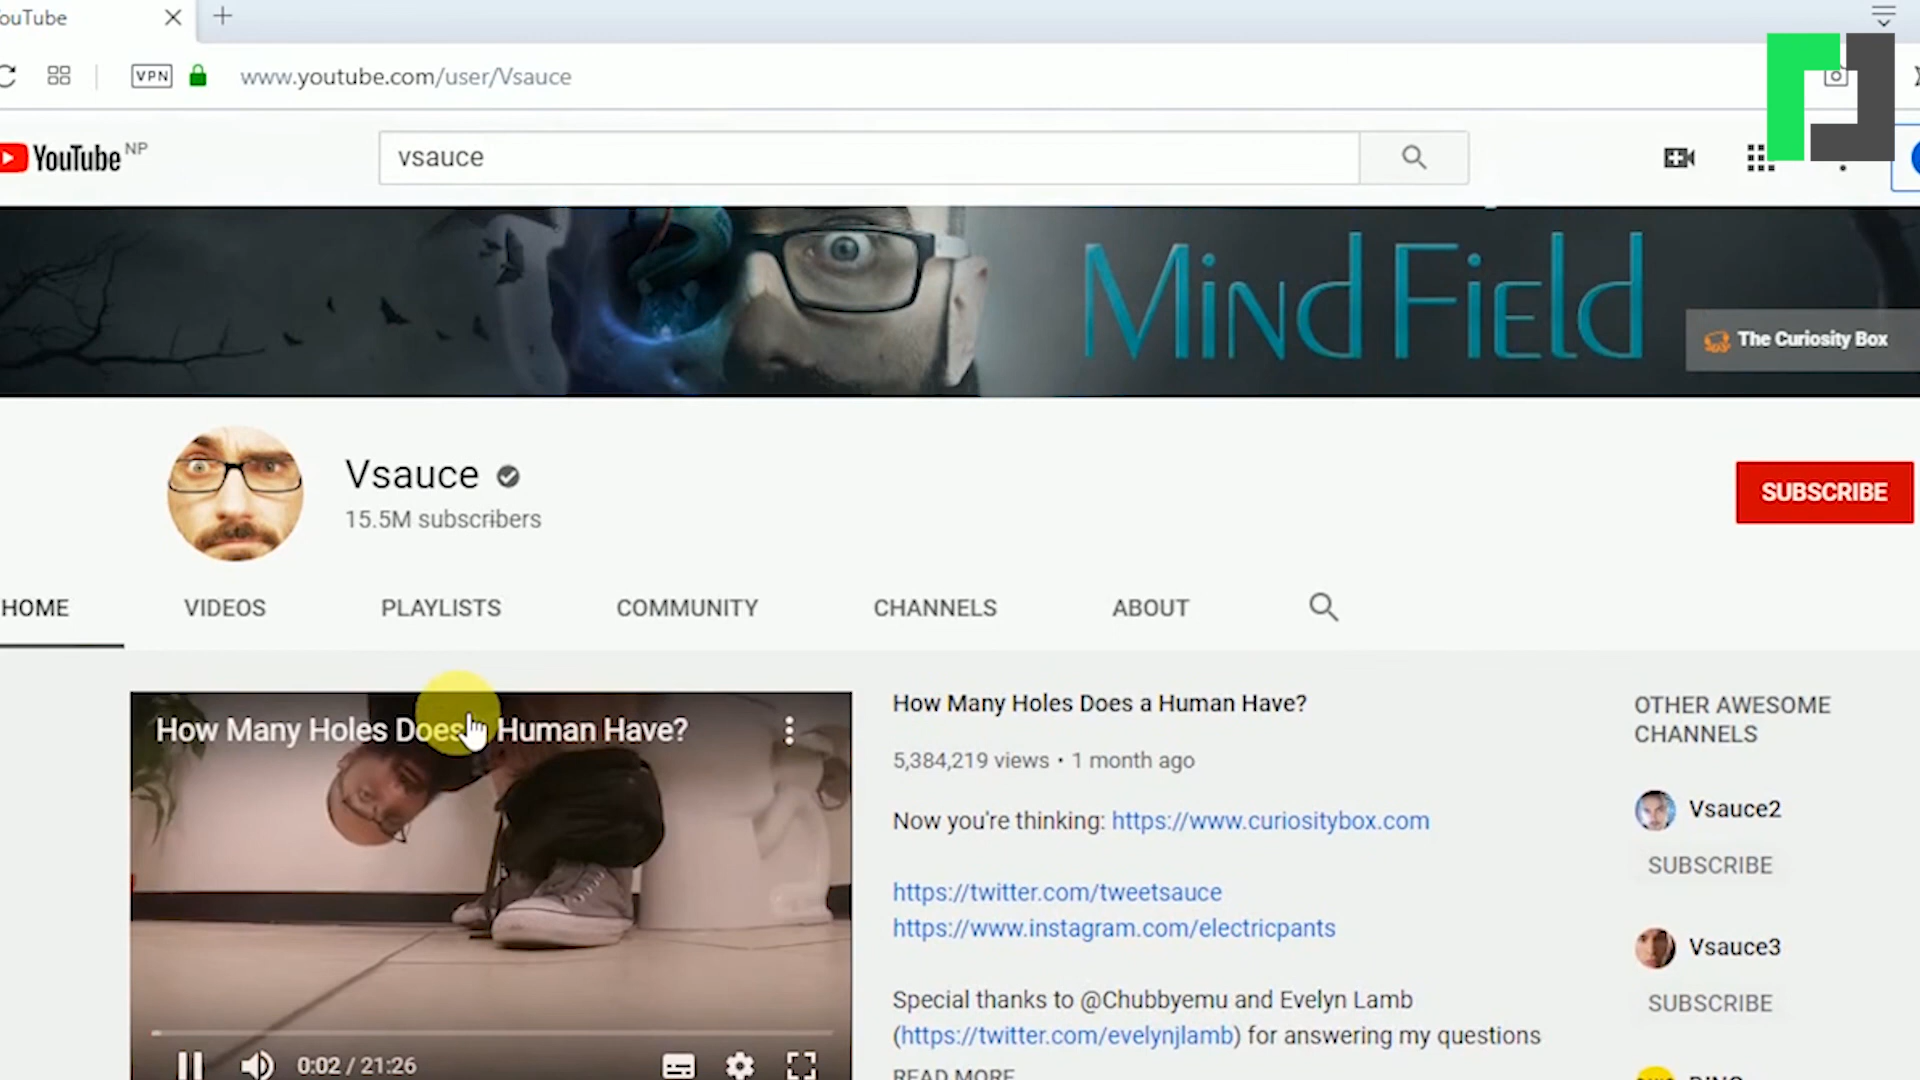 ouTube
VPN www.youtube.com/user/Vsauce
YouTube NP
vsauce
MIND FIELD
The Curiosity Box
Vsauce
15.5M subscribers
SUBSCRIBE
HOME VIDEOS PLAYLISTS COMMUNITY CHANNELS ABOUT
How Many Holes Does Human Have?
0:02 / 21:26
How Many Holes Does a Human Have?
5,384,219 views • 1 month ago
Now you're thinking: https://www.curiositybox.com
https://twitter.com/tweetsauce
https://www.instagram.com/electricpants
Special thanks to @Chubbyemu and Evelyn Lamb
(https://twitter.com/evelynjlamb) for answering my questions
READ MORE
OTHER AWESOME
CHANNELS
Vsauce2
SUBSCRIBE
Vsauce3
SUBSCRIBE